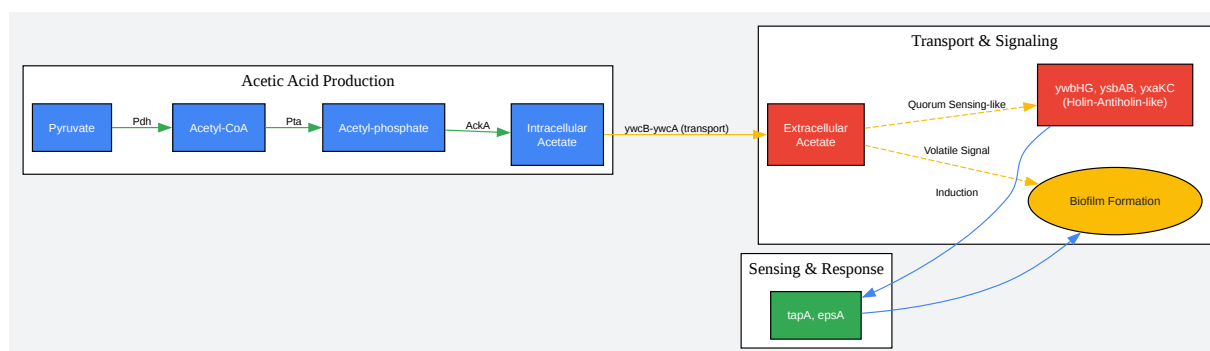 Acetic Acid Production
Pyruvate
Pdh
Acetyl-CoA
Pta
Acetyl-phosphate
AckA
Intracellular
Acetate
ywcB-ywcA (transport)
Transport & Signaling
Extracellular
Acetate
Quorum Sensing-like
ywbHG, ysbAB, yxaKC
(Holin-Antiholin-like)
Volatile Signal
Induction
Biofilm Formation
Sensing & Response
tapA, epsA